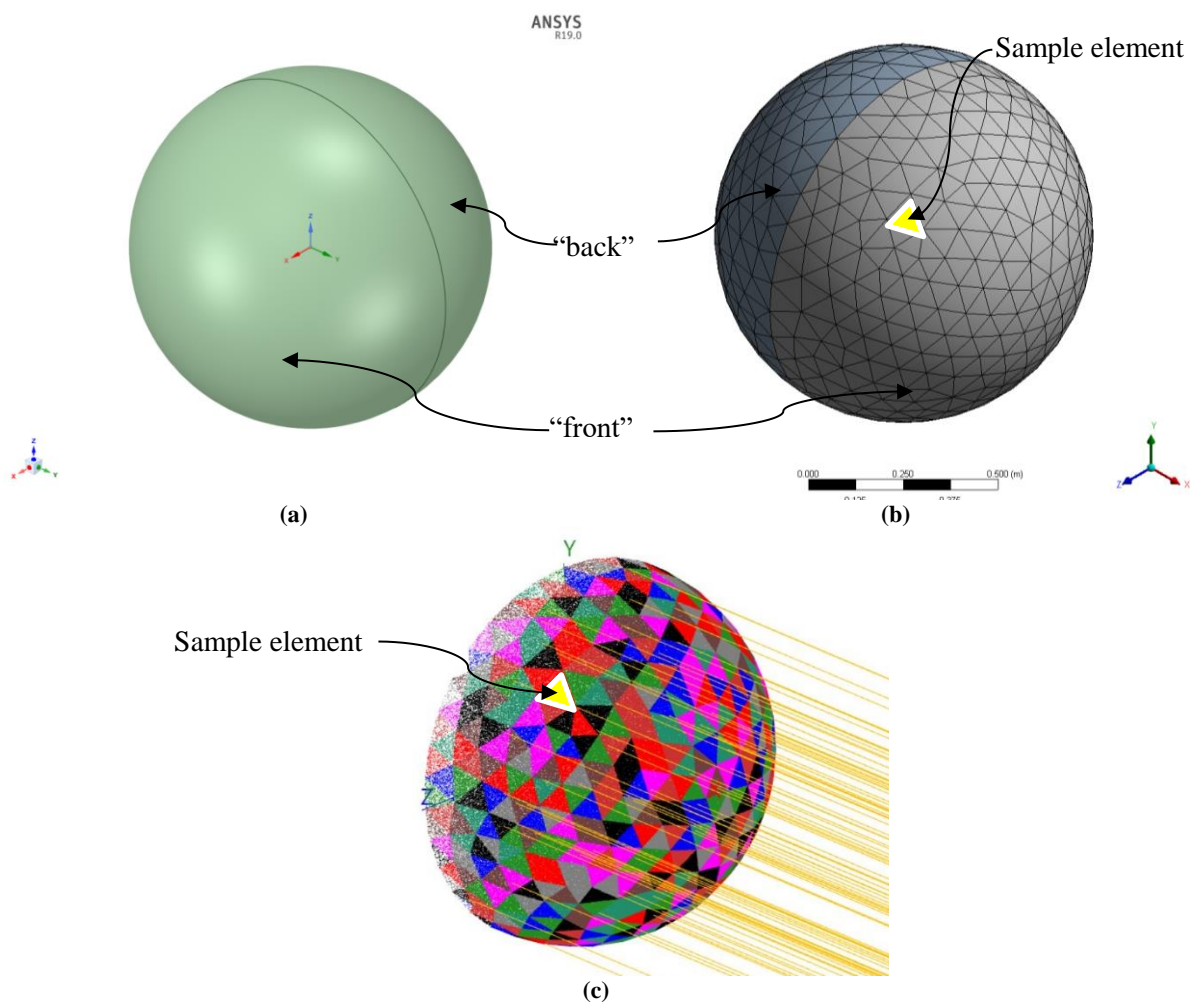 ANSYS
R19.0
Sample element
Z
X
Y
“back”
“front”
Z
X
Y
0.000
0.250
0.500 (m)
Y
Z
X
(a)
(b)
Y
Sample element
Z
(c)